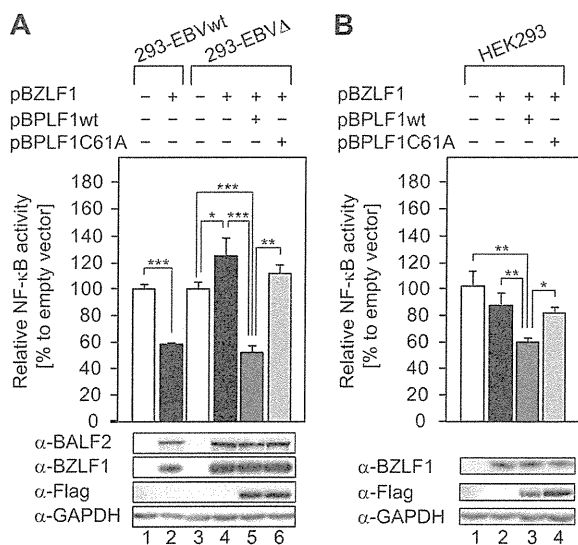 A
B
293-EBVwt 293-EBVΔ
HEK293
pBZLF1 – + – + + +
pBPLF1wt – – – – + –
pBPLF1C61A – – – – – +
pBZLF1 – + + +
pBPLF1wt – – + –
pBPLF1C61A – – – +
Relative NF-κB activity
[% to empty vector]
180
160
140
120
100
80
60
40
20
0
***
***
* ***
**
Relative NF-κB activity
[% to empty vector]
180
160
140
120
100
80
60
40
20
0
**
**
*
α-BALF2
α-BZLF1
α-Flag
α-GAPDH
1 2 3 4 5 6
α-BZLF1
α-Flag
α-GAPDH
1 2 3 4